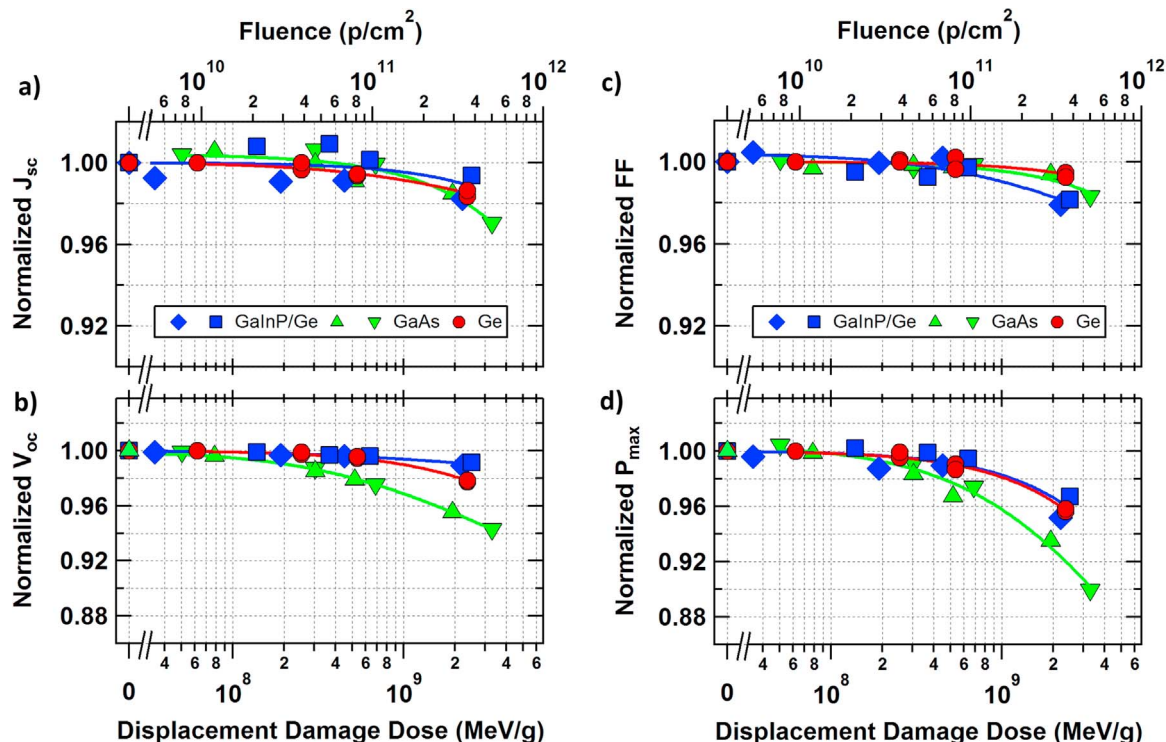 Fluence (p/cm²)
10¹⁰ 10¹¹ 10¹²
a)
6 8 2 4 6 8 2 4 6 8
1.00
0.96
0.92
Normalized Jsc
GaInP/Ge GaAs Ge
b)
1.00
0.96
0.92
0.88
Normalized Voc
4 6 8 2 4 6 8 2 4 6
0 10⁸ 10⁹
Displacement Damage Dose (MeV/g)
Fluence (p/cm²)
10¹⁰ 10¹¹ 10¹²
c)
6 8 2 4 6 8 2 4 6 8
1.00
0.96
0.92
Normalized FF
GaInP/Ge GaAs Ge
d)
1.00
0.96
0.92
0.88
Normalized Pmax
4 6 8 2 4 6 8 2 4 6
0 10⁸ 10⁹
Displacement Damage Dose (MeV/g)